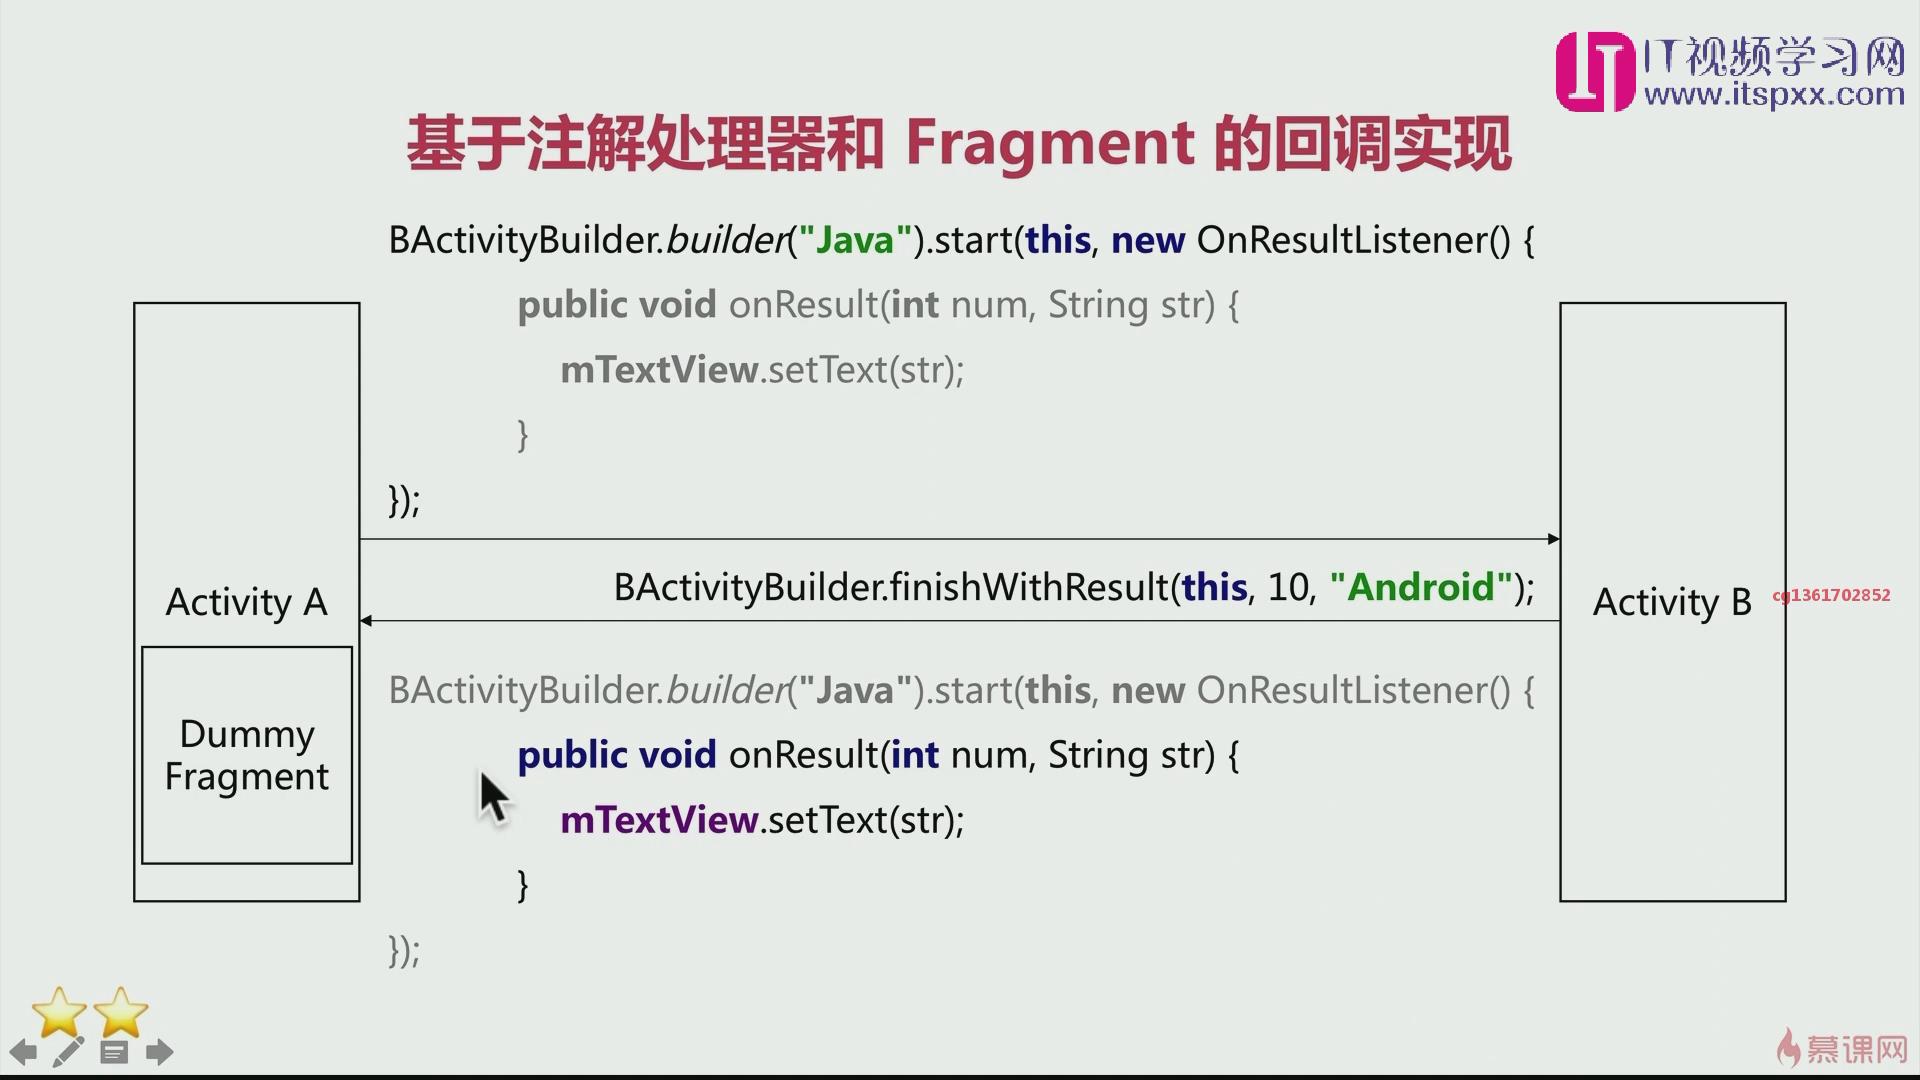 IT视频学习网
www.itspxx.com
基于注解处理器和 Fragment 的回调实现
BActivityBuilder.builder("Java").start(this, new OnResultListener() {
public void onResult(int num, String str) {
mTextView.setText(str);
}
});
BActivityBuilder.finishWithResult(this, 10, "Android");
Activity A
Activity B
cg1361702852
Dummy
Fragment
BActivityBuilder.builder("Java").start(this, new OnResultListener() {
public void onResult(int num, String str) {
mTextView.setText(str);
}
});
慕课网